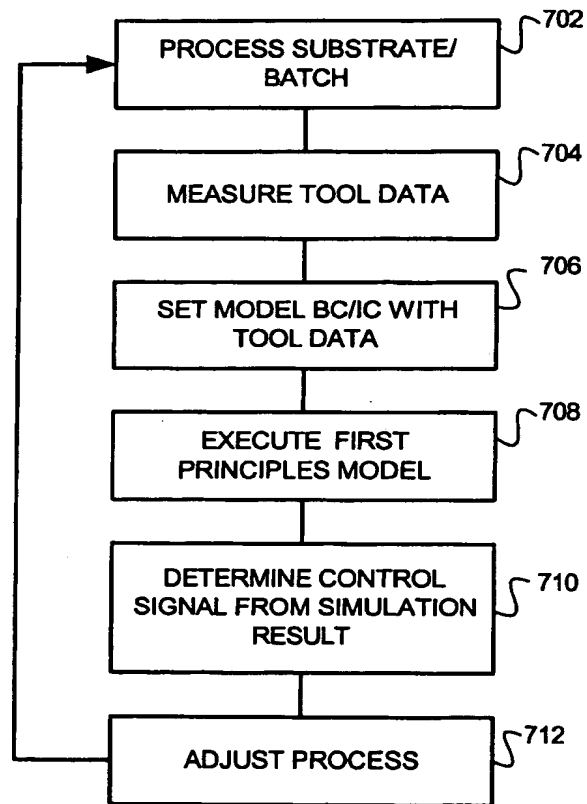 702
PROCESS SUBSTRATE/
BATCH
704
MEASURE TOOL DATA
706
SET MODEL BC/IC WITH
TOOL DATA
708
EXECUTE FIRST
PRINCIPLES MODEL
DETERMINE CONTROL
SIGNAL FROM SIMULATION
RESULT
710
ADJUST PROCESS
712